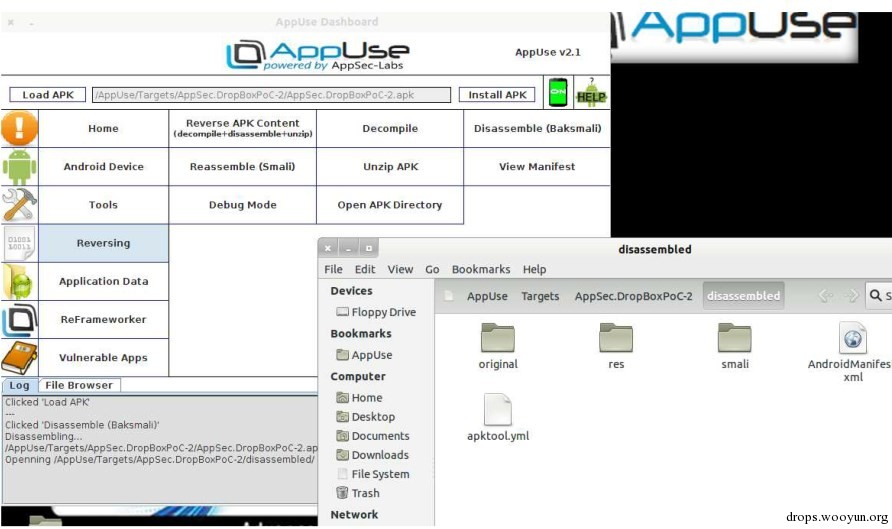 AppUse Dashboard
AppUse
powered by AppSec-Labs
AppUse v2.1
AppUse
Load APK
/AppUse/Targets/AppSec.DropBoxPoC-2/AppSec.DropBoxPoC-2.apk
Install APK
ON
?
HELP
Home
Reverse APK Content
(decompile+disassemble+unzip)
Decompile
Disassemble (Baksmali)
Android Device
Reassemble (Smali)
Unzip APK
View Manifest
Tools
Debug Mode
Open APK Directory
Reversing
Application Data
ReFrameworker
Vulnerable Apps
Log
File Browser
Clicked 'Load APK'
---
Clicked 'Disassemble (Baksmali)'
Disassembling...
/AppUse/Targets/AppSec.DropBoxPoC-2/AppSec.DropBoxPoC-2.ap
Openning /AppUse/Targets/AppSec.DropBoxPoC-2/disassembled/
disassembled
File Edit View Go Bookmarks Help
Devices
Floppy Drive
Bookmarks
AppUse
Computer
Home
Desktop
Documents
Downloads
File System
Trash
Network
AppUse Targets AppSec.DropBoxPoC-2 disassembled
S
original
res
smali
AndroidManifes
xml
apktool.yml
drops.wooyun.org